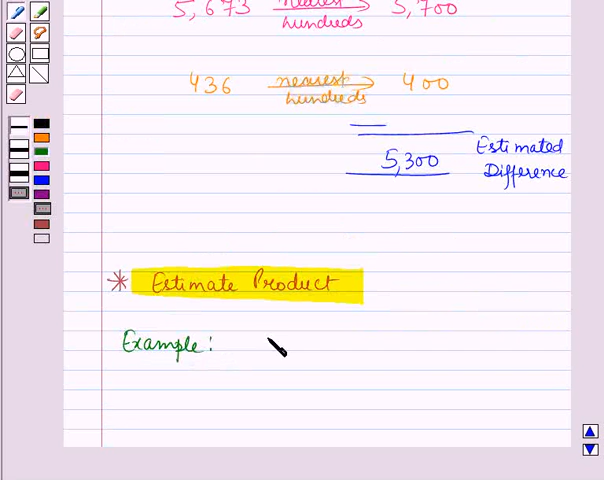 5,673 nearest hundreds 5,700
436 nearest hundreds 400
5,300 Estimated Difference
* Estimate Product
Example: